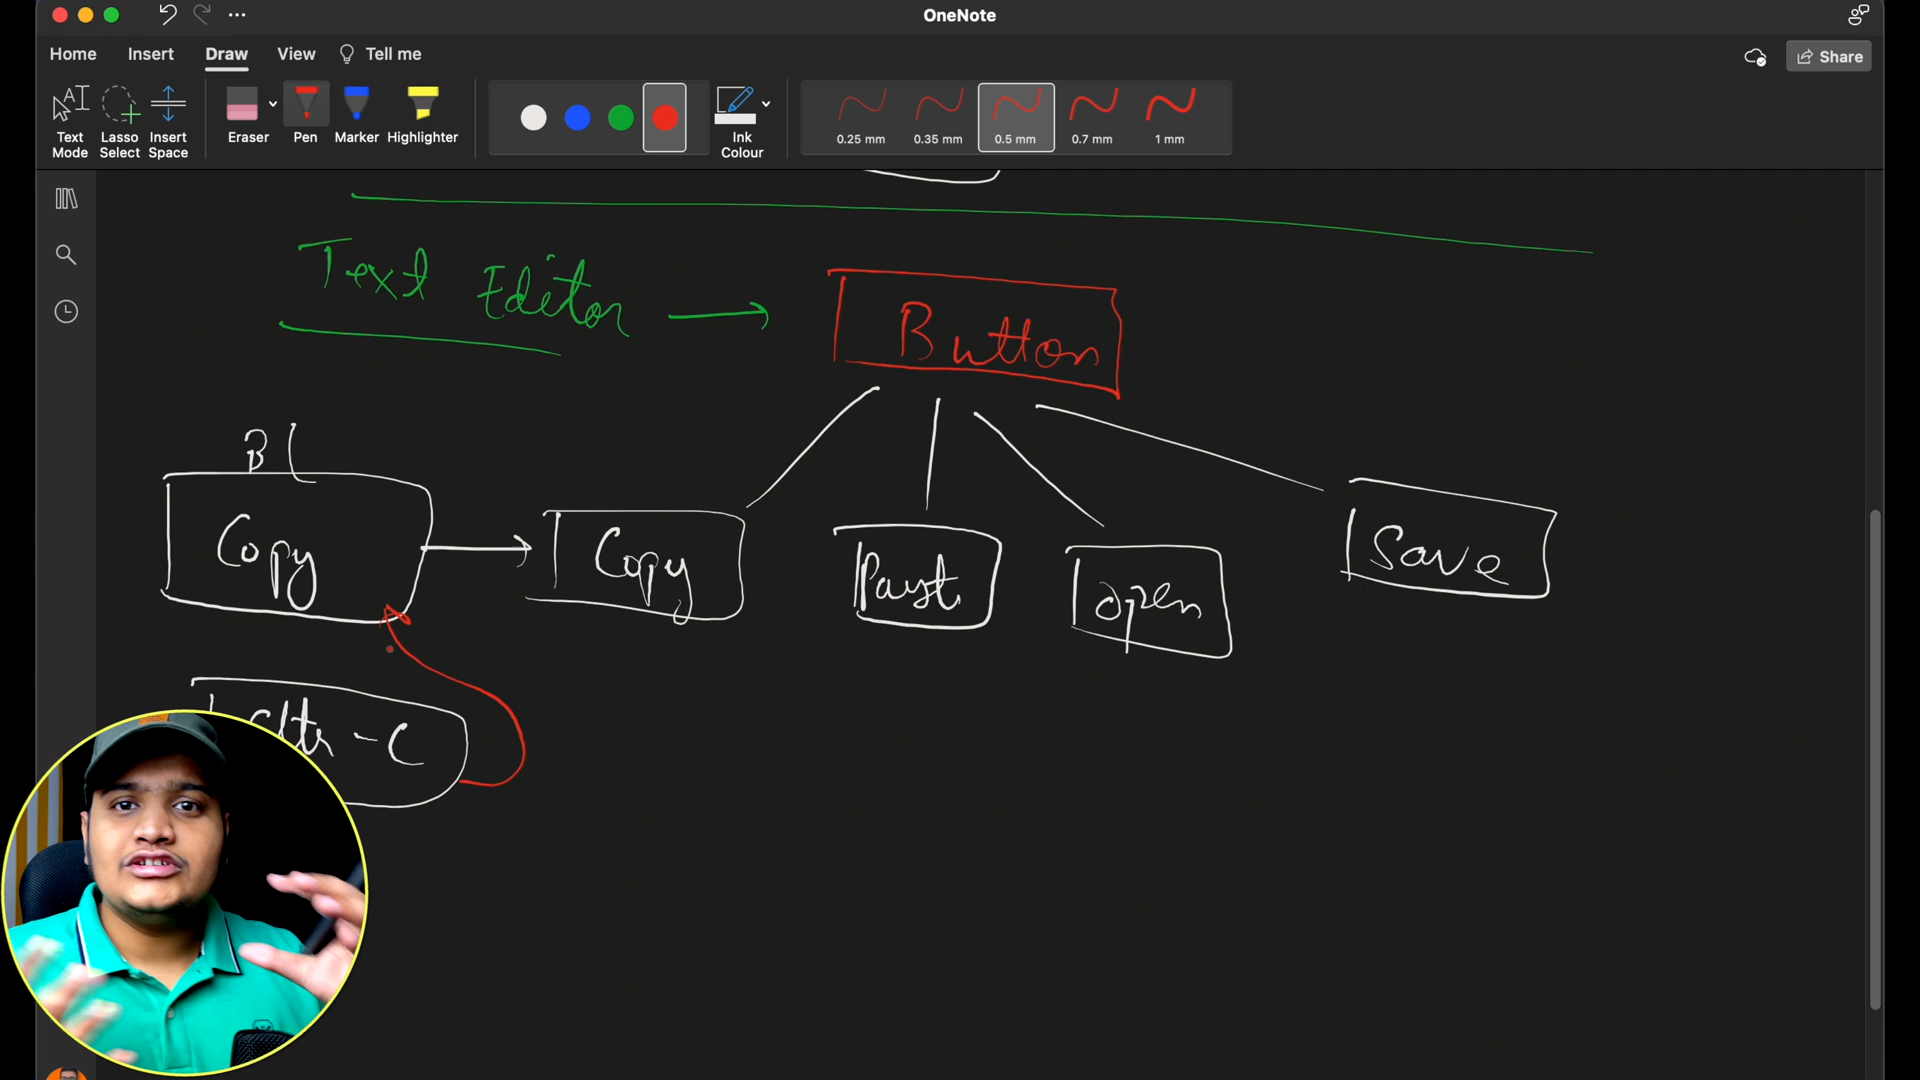 OneNote
Home Insert Draw View Tell me
Share
Text Mode
Lasso Select
Insert Space
Eraser
Pen
Marker
Highlighter
Ink Colour
0.25 mm
0.35 mm
0.5 mm
0.7 mm
1 mm
Text Editor
Button
BL
Copy
Copy
Past
open
Save
- C